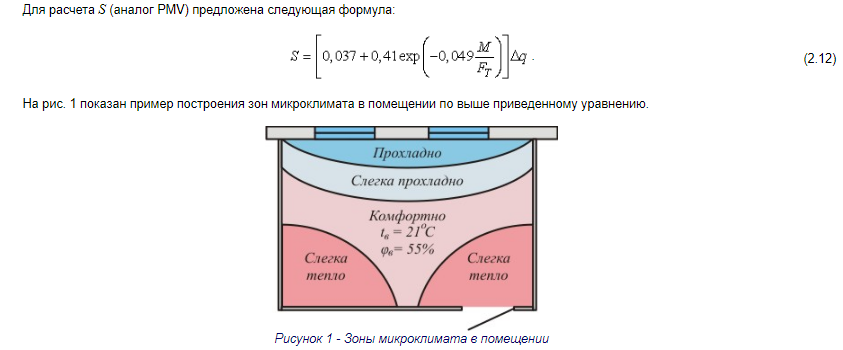 Для расчета S (аналог PMV) предложена следующая формула:
S = [0,037 + 0,41 exp(−0,049 M/F_T)] Δq . (2.12)
На рис. 1 показан пример построения зон микроклимата в помещении по выше приведенному уравнению.
Прохладно
Слегка прохладно
Комфортно
tв = 21°C
φв= 55%
Слегка
тепло
Слегка
тепло
Рисунок 1 - Зоны микроклимата в помещении